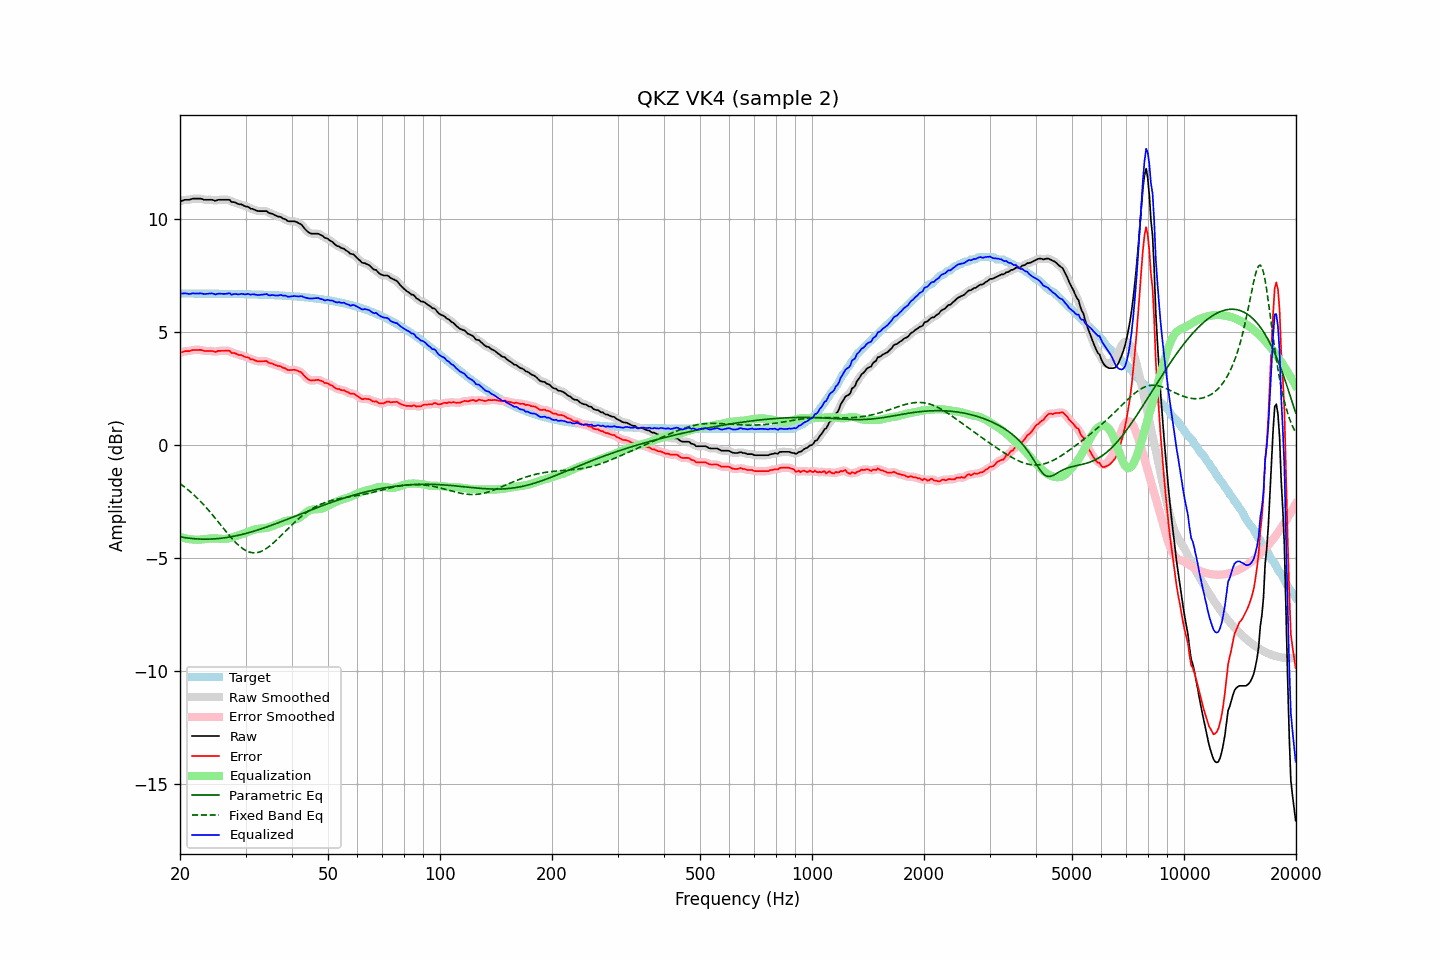 QKZ VK4 (sample 2)
Amplitude (dBr)
10
5
0
−5
−10
−15
Target
Raw Smoothed
Error Smoothed
Raw
Error
Equalization
Parametric Eq
Fixed Band Eq
Equalized
20 50 100 200 500 1000 2000 5000 10000 20000
Frequency (Hz)